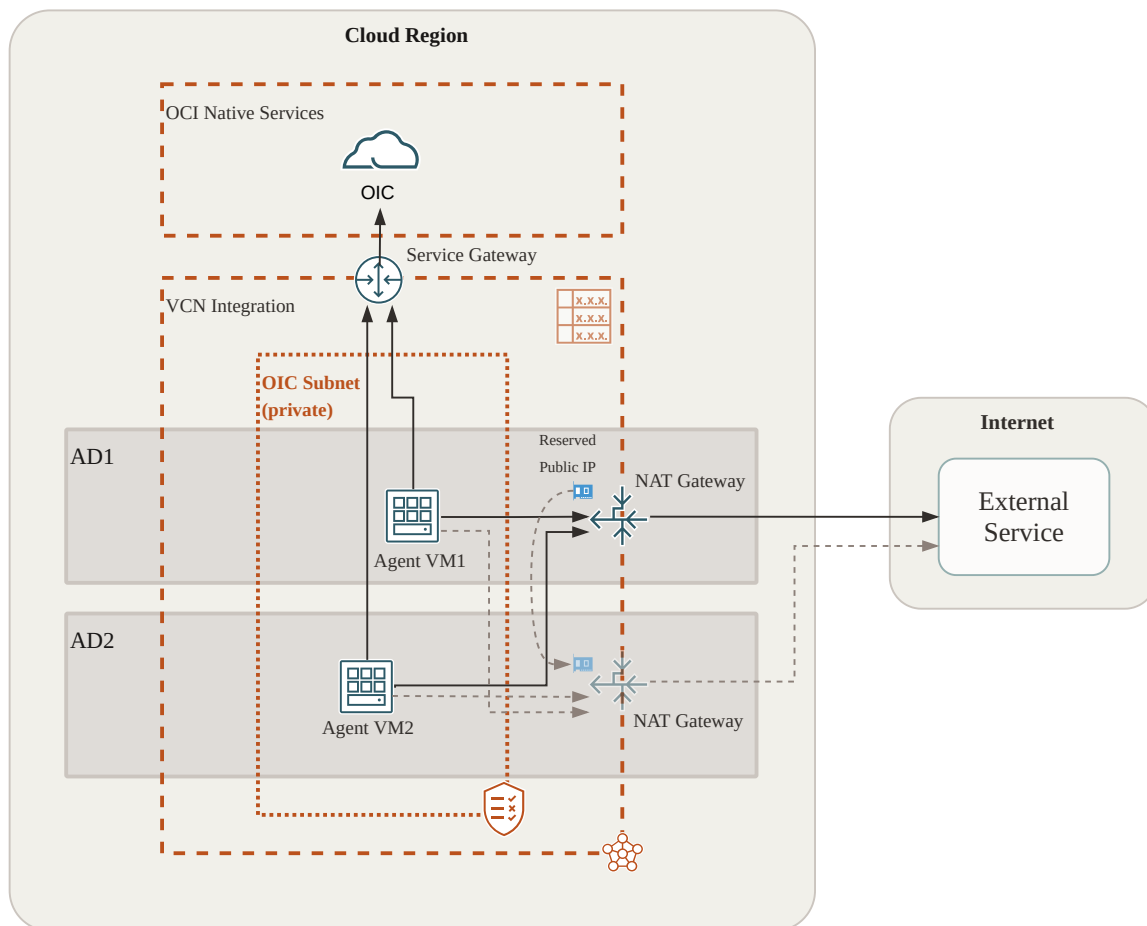 Cloud Region
OCI Native Services
OIC
Service Gateway
VCN Integration
x.x.x.
x.x.x.
x.x.x.
OIC Subnet
(private)
AD1
Reserved
Public IP
NAT Gateway
Agent VM1
Internet
External
Service
AD2
Agent VM2
NAT Gateway